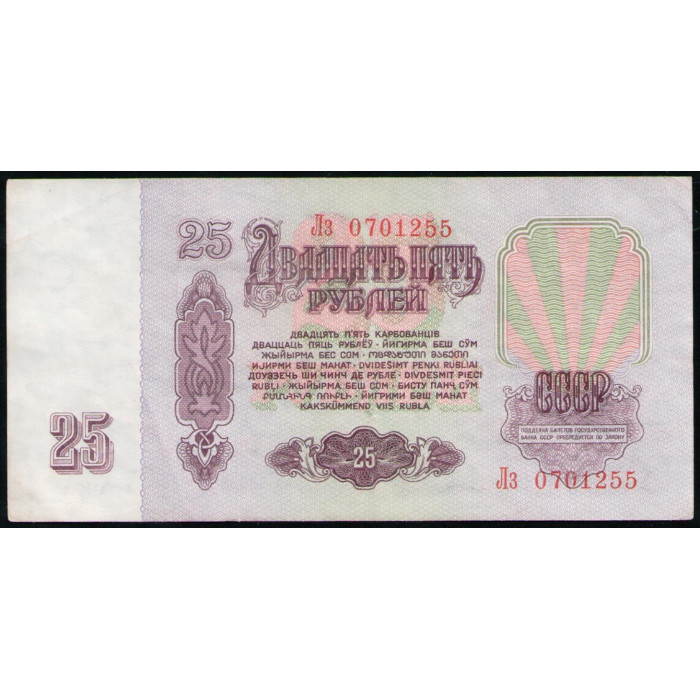 25
Лз 0701255
Двадцать пять
рублей
ДВАДЦЯТЬ П'ЯТЬ КАРБОВАНЦІВ
ДВАЦЦАЦЬ ПЯЦЬ РУБЛЁЎ · ЙИГИРМА БЕШ СЎМ
ЖЫЙЫРМА БЕС СОМ · ᲝᲪᲓᲐᲮᲣᲗᲘ ᲛᲐᲜᲔᲗᲘ
ИЈИРМИ БЕШ МАНАТ · DVIDEŠIMT PENKI RUBLIAI
ДОУЭЗЕЧЬ ШИ ЧИНЧ ДЕ РУБЛЕ · DIVDESMIT PIECI
RUBĻI · ЖЫЙЫРМА БЕШ СОМ · БИСТУ ПАНҶ СЎМ
ՔՍԱՆՀԻՆԳ ՌՈՒԲԼԻ · ЙИГРИМИ БӘШ МАНАТ
KAKSKÜMMEND VIIS RUBLA
25
25
СССР
ПОДДЕЛКА БИЛЕТОВ ГОСУДАРСТВЕННОГО
БАНКА СССР ПРЕСЛЕДУЕТСЯ ПО ЗАКОНУ
Лз 0701255